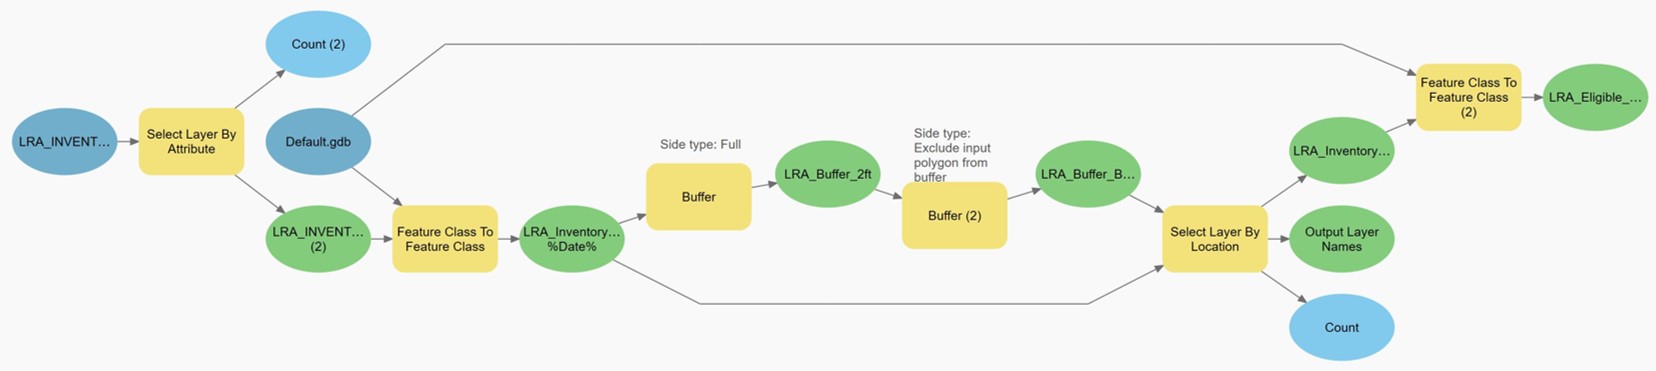 Count (2)
LRA_INVENT...
Select Layer By
Attribute
Default.gdb
LRA_INVENT...
(2)
Feature Class To
Feature Class
LRA_Inventory...
%Date%
Side type: Full
Buffer
LRA_Buffer_2ft
Side type:
Exclude input
polygon from
buffer
Buffer (2)
LRA_Buffer_B...
Select Layer By
Location
LRA_Inventory...
Output Layer
Names
Count
Feature Class To
Feature Class
(2)
LRA_Eligible_...